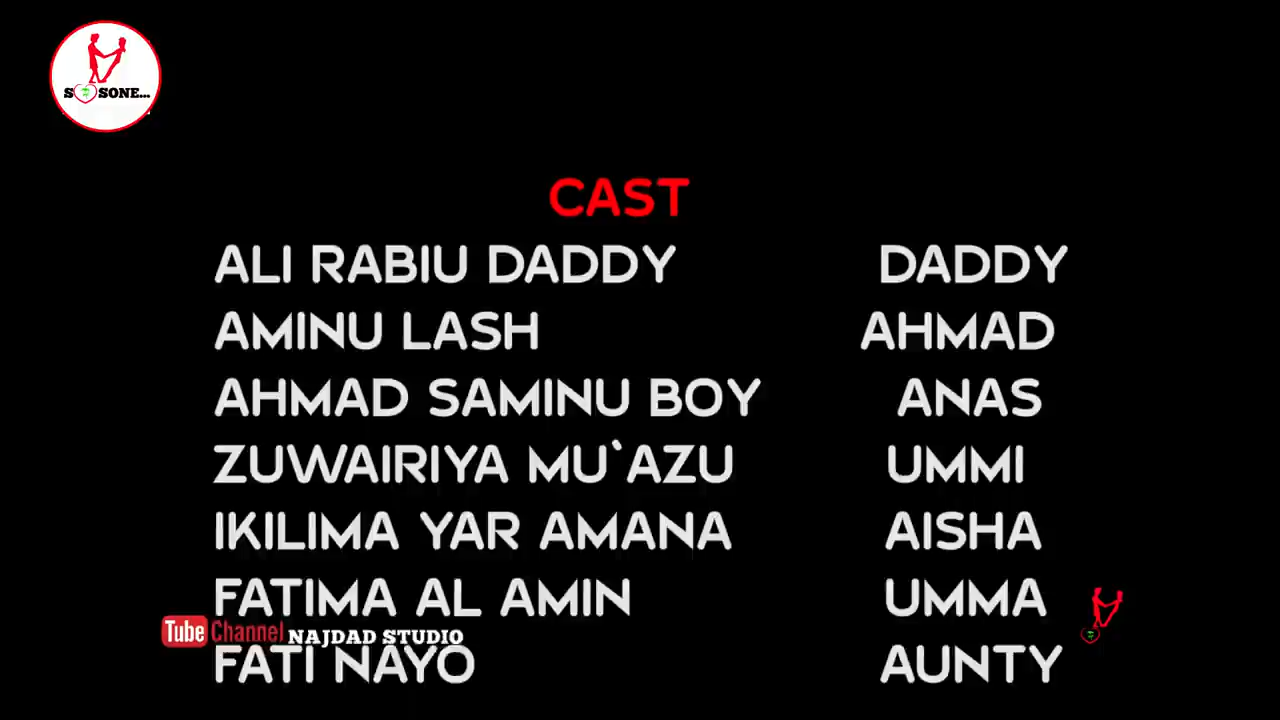 S SONE...
CAST
ALI RABIU DADDY DADDY
AMINU LASH AHMAD
AHMAD SAMINU BOY ANAS
ZUWAIRIYA MU`AZU UMMI
IKILIMA YAR AMANA AISHA
FATIMA AL AMIN UMMA
Tube Channel NAJDAD STUDIO
FATI NAYO AUNTY